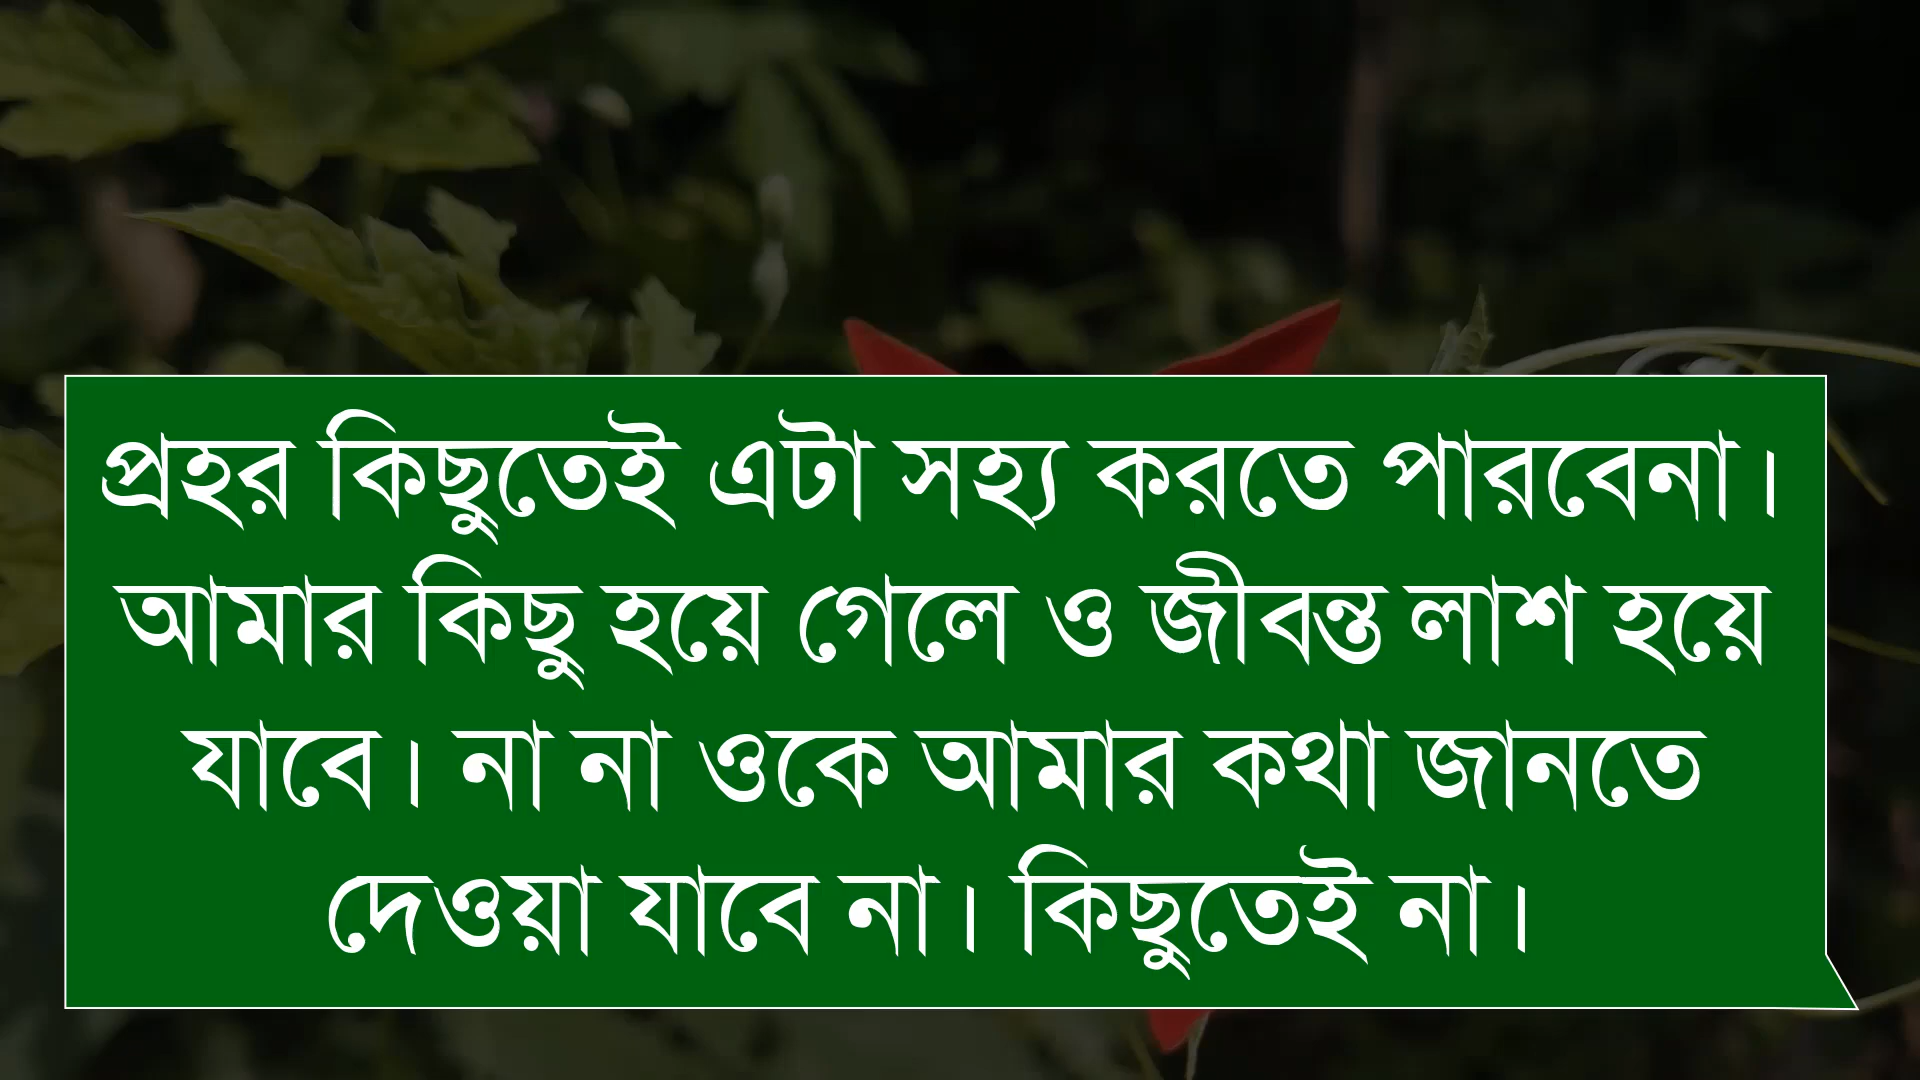 প্রহর কিছুতেই এটা সহ্য করতে পারবেনা।
আমার কিছু হয়ে গেলে ও জীবন্ত লাশ হয়ে
যাবে। না না ওকে আমার কথা জানতে
দেওয়া যাবে না। কিছুতেই না।